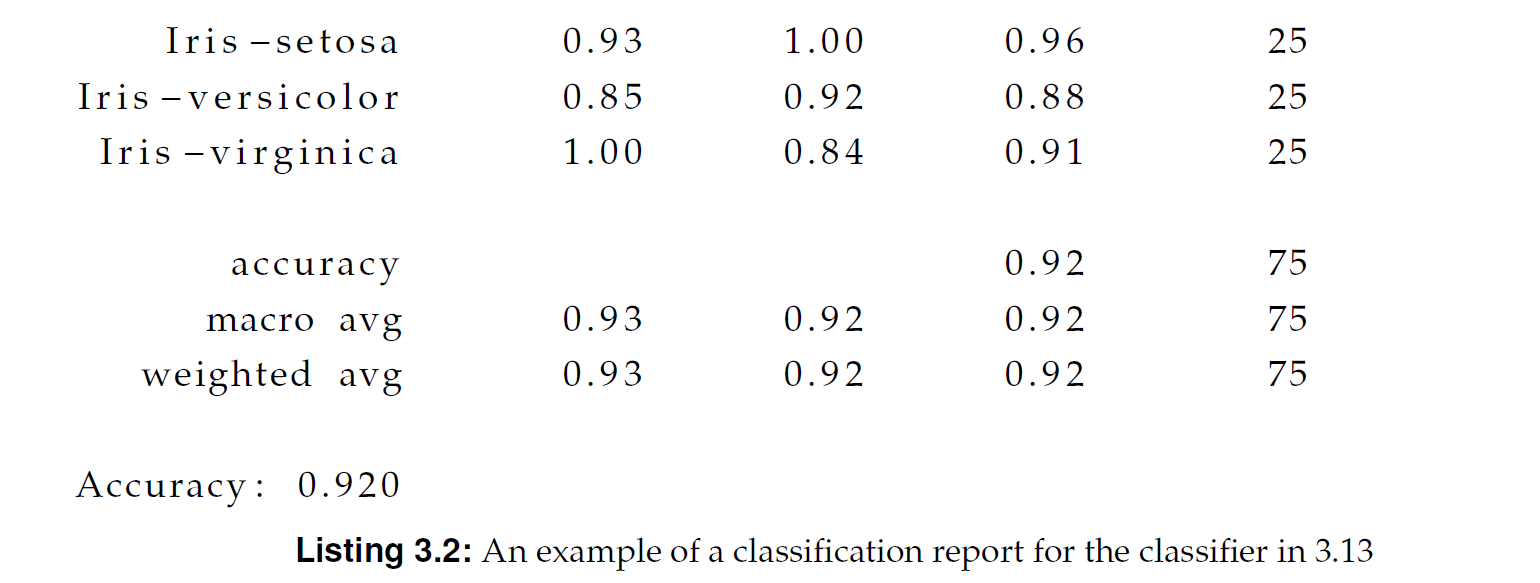 Iris-setosa 0.93 1.00 0.96 25
Iris-versicolor 0.85 0.92 0.88 25
Iris-virginica 1.00 0.84 0.91 25
accuracy 0.92 75
macro avg 0.93 0.92 0.92 75
weighted avg 0.93 0.92 0.92 75
Accuracy: 0.920
Listing 3.2: An example of a classification report for the classifier in 3.13